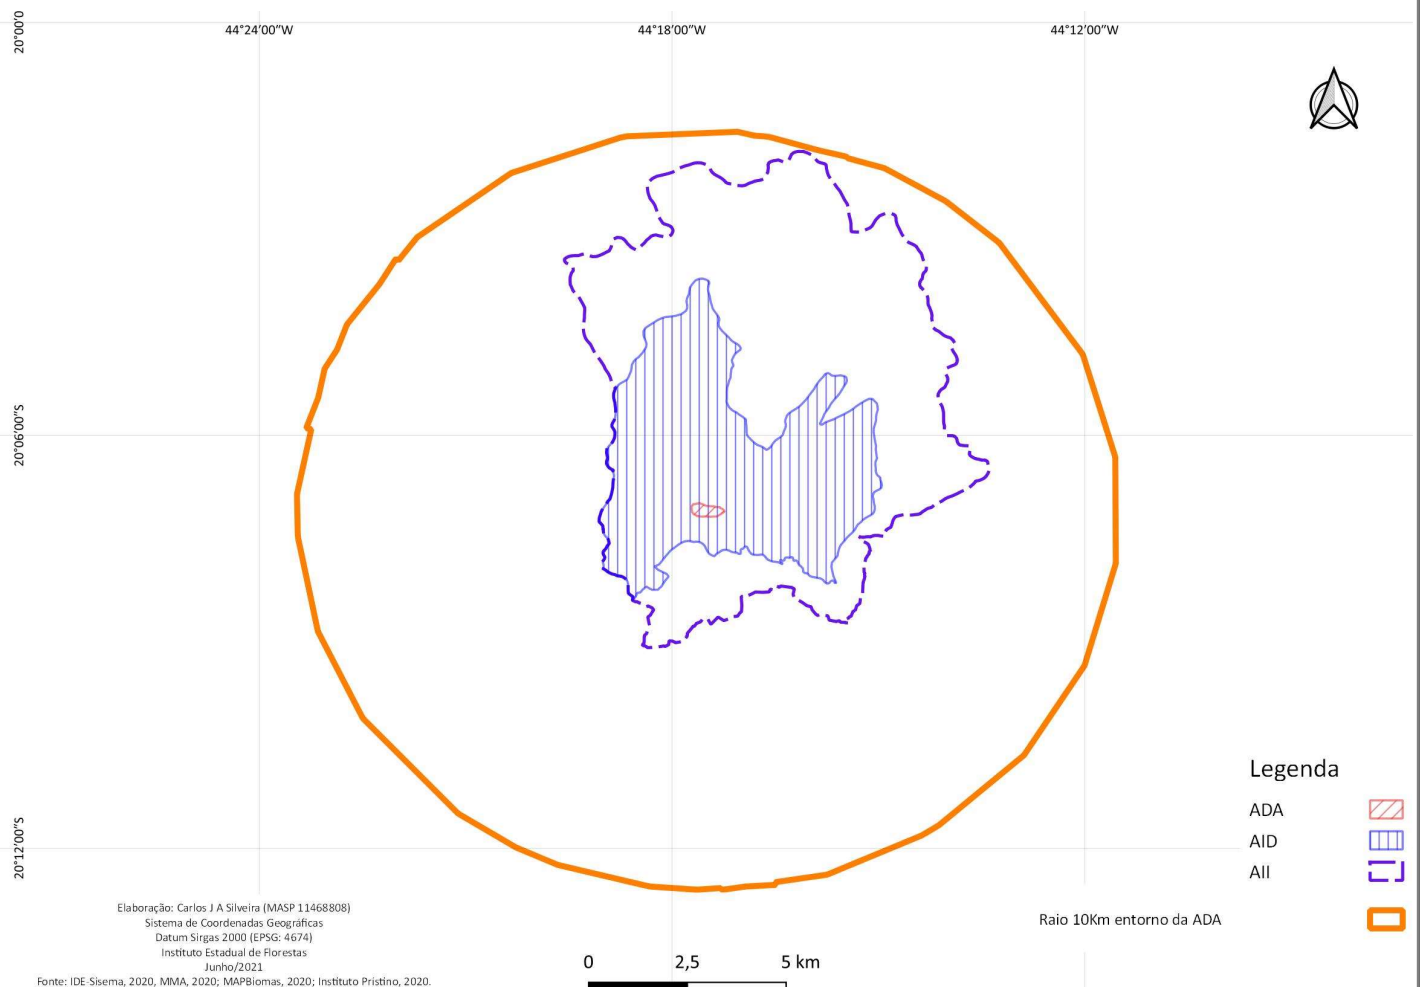 44°24'00''W
44°18'00''W
44°12'00''W
20°00'0
20°06'00''S
20°12'00''S
Legenda
ADA
AID
AII
Raio 10Km entorno da ADA
Elaboração: Carlos J A Silveira (MASP 11468808)
Sistema de Coordenadas Geográficas
Datum Sirgas 2000 (EPSG: 4674)
Instituto Estadual de Florestas
Junho/2021
Fonte: IDE-Sisema, 2020, MMA, 2020; MAPBiomas, 2020; Instituto Prístino, 2020.
0 2,5 5 km